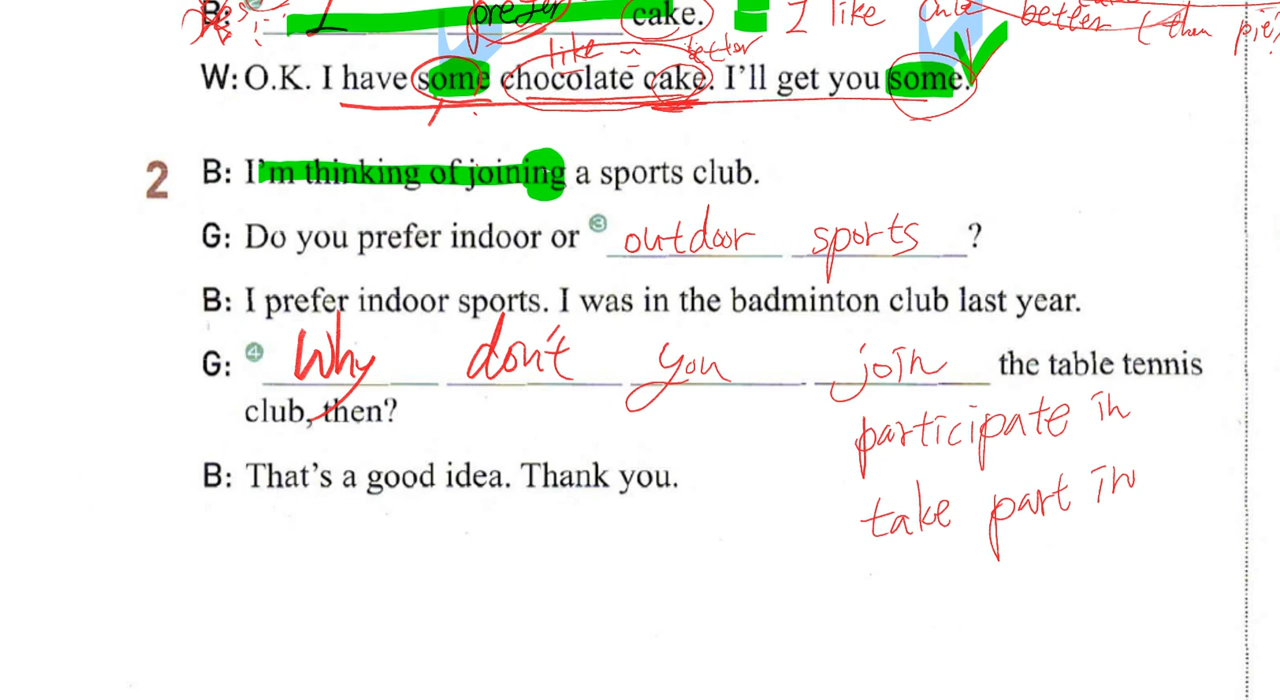 B: I prefer cake. = I like cake better (then pie)
like ~ better
W: O.K. I have some chocolate cake. I'll get you some.
2 B: I'm thinking of joining a sports club.
G: Do you prefer indoor or ③ outdoor sports ?
B: I prefer indoor sports. I was in the badminton club last year.
G: ④ Why don't you join the table tennis
club, then?
participate in
B: That's a good idea. Thank you.
take part in